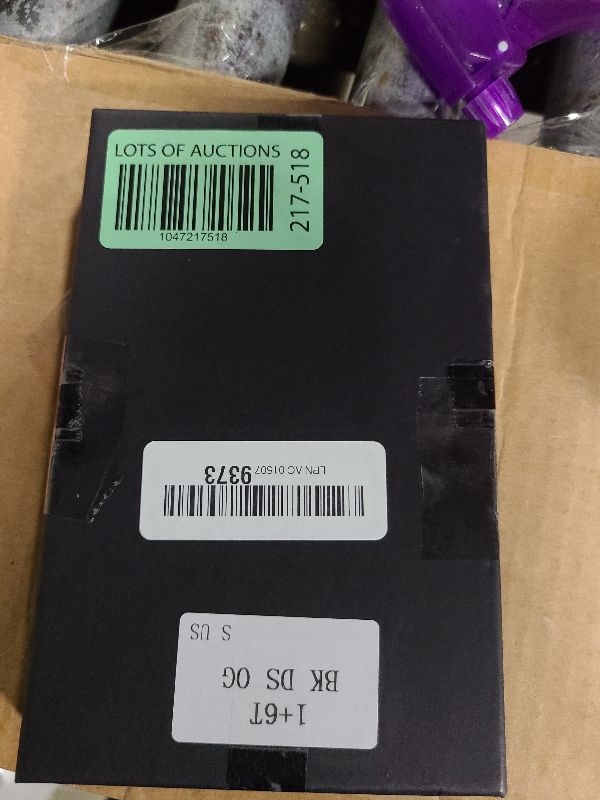 LOTS OF AUCTIONS
217-518
1047217518
LPN AC 01507 9373
1+6T
BK DS OG
S US